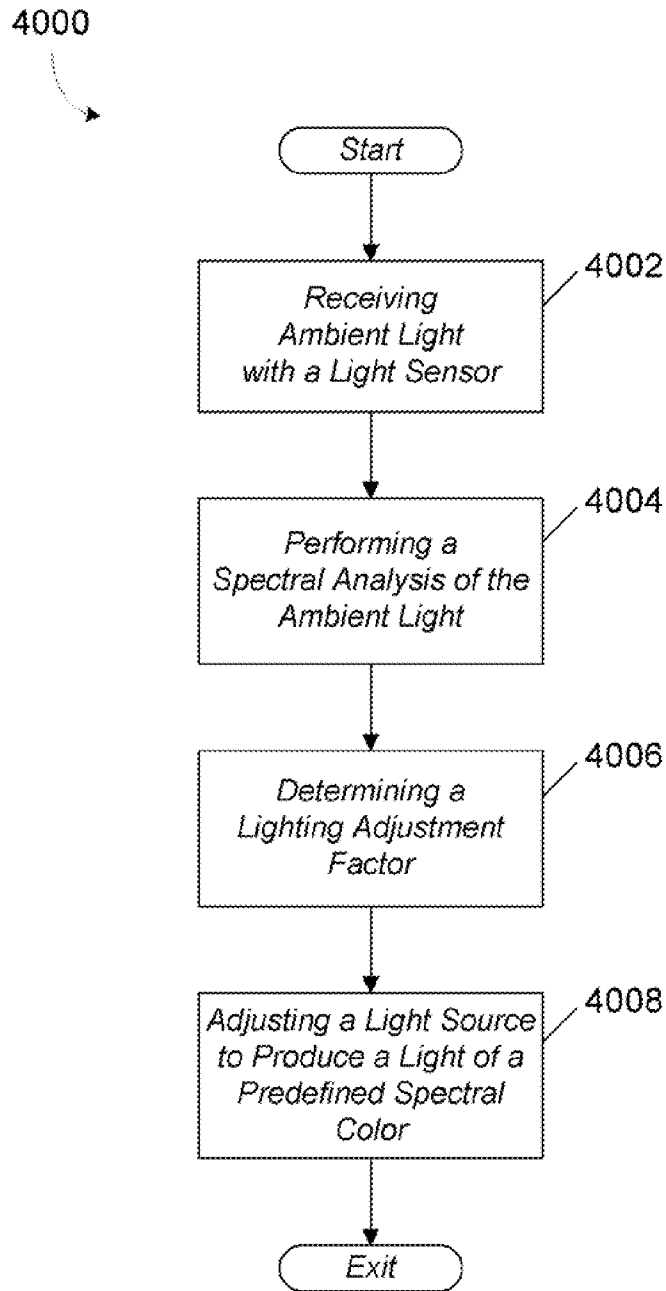 4000
Start
4002
Receiving
Ambient Light
with a Light Sensor
4004
Performing a
Spectral Analysis of the
Ambient Light
4006
Determining a
Lighting Adjustment
Factor
4008
Adjusting a Light Source
to Produce a Light of a
Predefined Spectral
Color
Exit